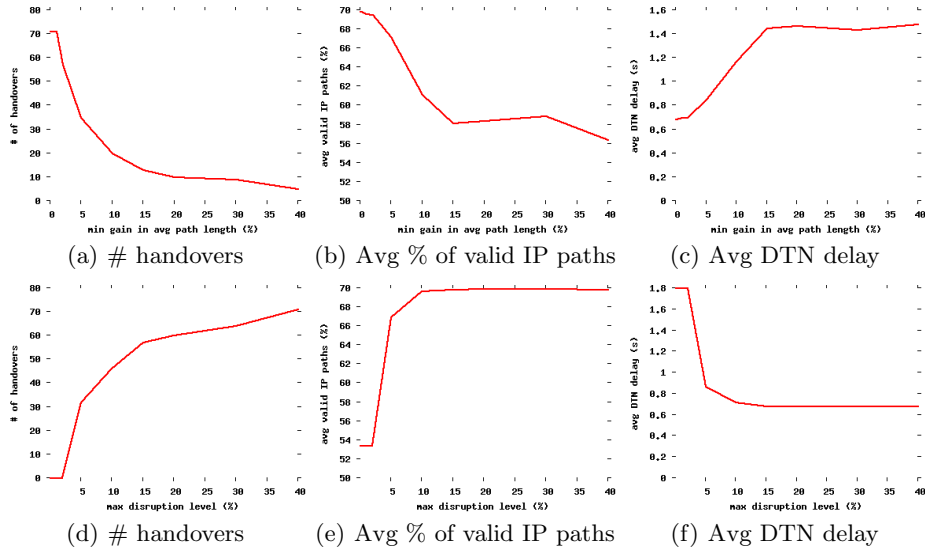 80
70
60
50
40
30
20
10
0
# of handovers
0 5 10 15 20 25 30 35 40
min gain in avg path length (%)
(a) # handovers
70
68
66
64
62
60
58
56
54
52
50
avg valid IP paths (%)
0 5 10 15 20 25 30 35 40
min gain in avg path length (%)
(b) Avg % of valid IP paths
1.6
1.4
1.2
1
0.8
0.6
0.4
0.2
0
avg DTN delay (s)
0 5 10 15 20 25 30 35 40
min gain in avg path length (%)
(c) Avg DTN delay
80
70
60
50
40
30
20
10
0
# of handovers
5 10 15 20 25 30 35 40
max disruption level (%)
(d) # handovers
70
68
66
64
62
60
58
56
54
52
50
avg valid IP paths (%)
5 10 15 20 25 30 35 40
max disruption level (%)
(e) Avg % of valid IP paths
1.8
1.6
1.4
1.2
1
0.8
0.6
0.4
0.2
0
avg DTN delay (s)
5 10 15 20 25 30 35 40
max disruption level (%)
(f) Avg DTN delay